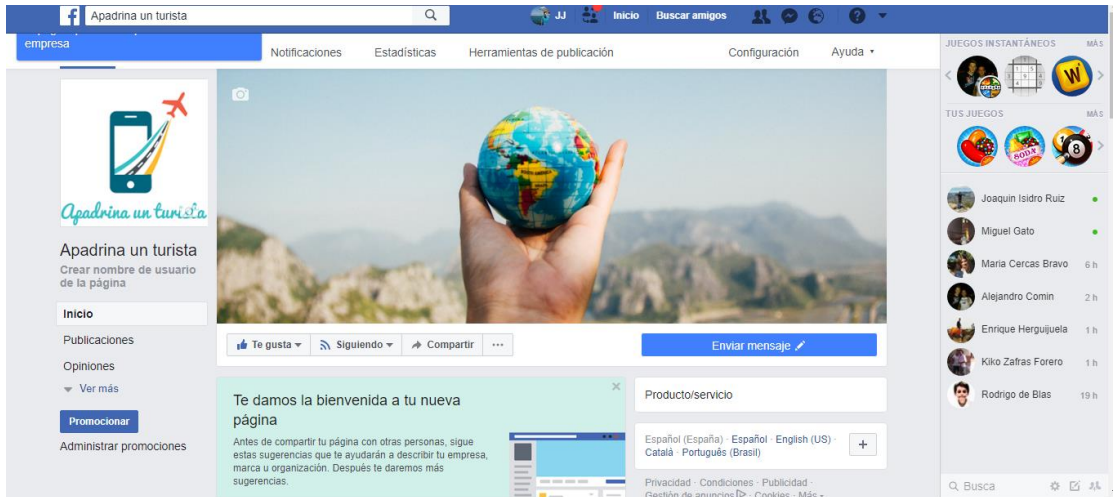 Apadrina un turista
JJ
Inicio
Buscar amigos
empresa
Notificaciones
Estadísticas
Herramientas de publicación
Configuración
Ayuda
Apadrina un turista
Apadrina un turista
Crear nombre de usuario
de la página
Inicio
Publicaciones
Opiniones
Ver más
Promocionar
Administrar promociones
Te gusta
Siguiendo
Compartir
Enviar mensaje
Te damos la bienvenida a tu nueva
página
Antes de compartir tu página con otras personas, sigue
estas sugerencias que te ayudarán a describir tu empresa,
marca u organización. Después te daremos más
sugerencias.
Producto/servicio
Español (España) · Español · English (US) ·
Català · Português (Brasil)
Privacidad · Condiciones · Publicidad ·
Gestión de anuncios · Cookies · Más
JUEGOS INSTANTÁNEOS
MÁS
TUS JUEGOS
MÁS
SODA
8
Joaquin Isidro Ruiz
Miguel Gato
Maria Cercas Bravo 6 h
Alejandro Comin 2 h
Enrique Herguijuela 1 h
Kiko Zafras Forero 1 h
Rodrigo de Blas 19 h
Busca